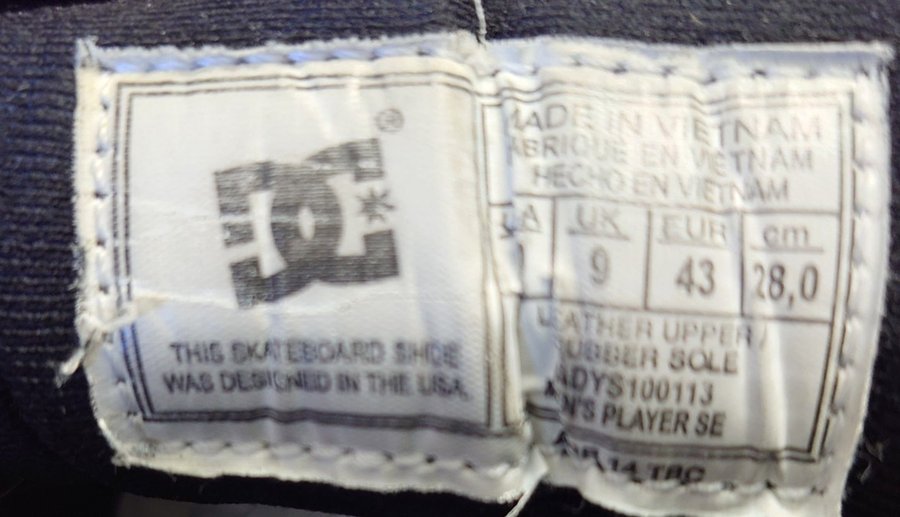 THIS SKATEBOARD SHOE
WAS DESIGNED IN THE USA
MADE IN VIETNAM
FABRIQUE EN VIETNAM
HECHO EN VIETNAM
UK EUR cm
9 43 28,0
LEATHER UPPER/
RUBBER SOLE
ADYS100113
PLAYER SE